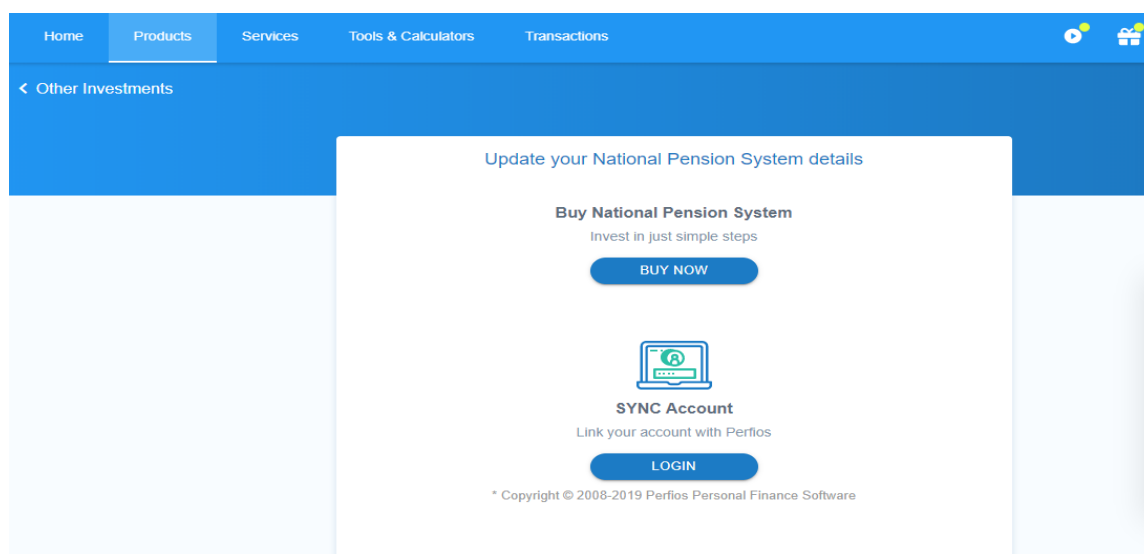 Home Products Services Tools & Calculators Transactions
< Other Investments
Update your National Pension System details
Buy National Pension System
Invest in just simple steps
BUY NOW
SYNC Account
Link your account with Perfios
LOGIN
* Copyright © 2008-2019 Perfios Personal Finance Software